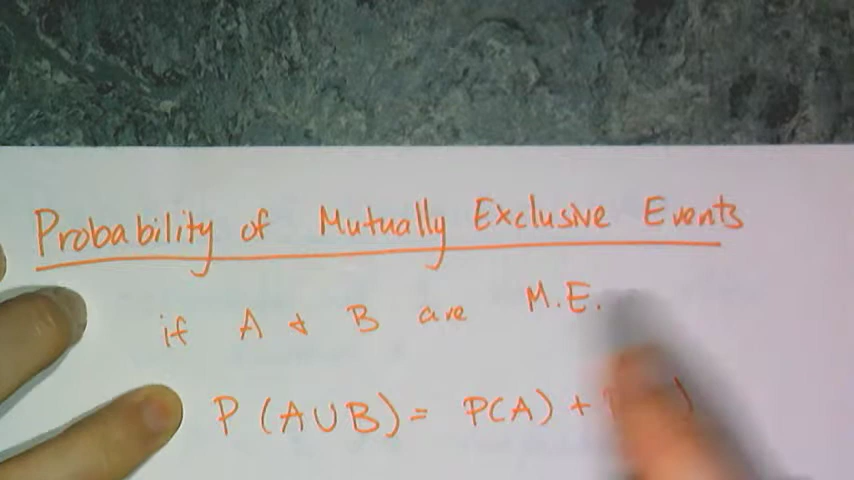 Probability of Mutually Exclusive Events
if A & B are M.E.
P (A∪B) = P(A) + )